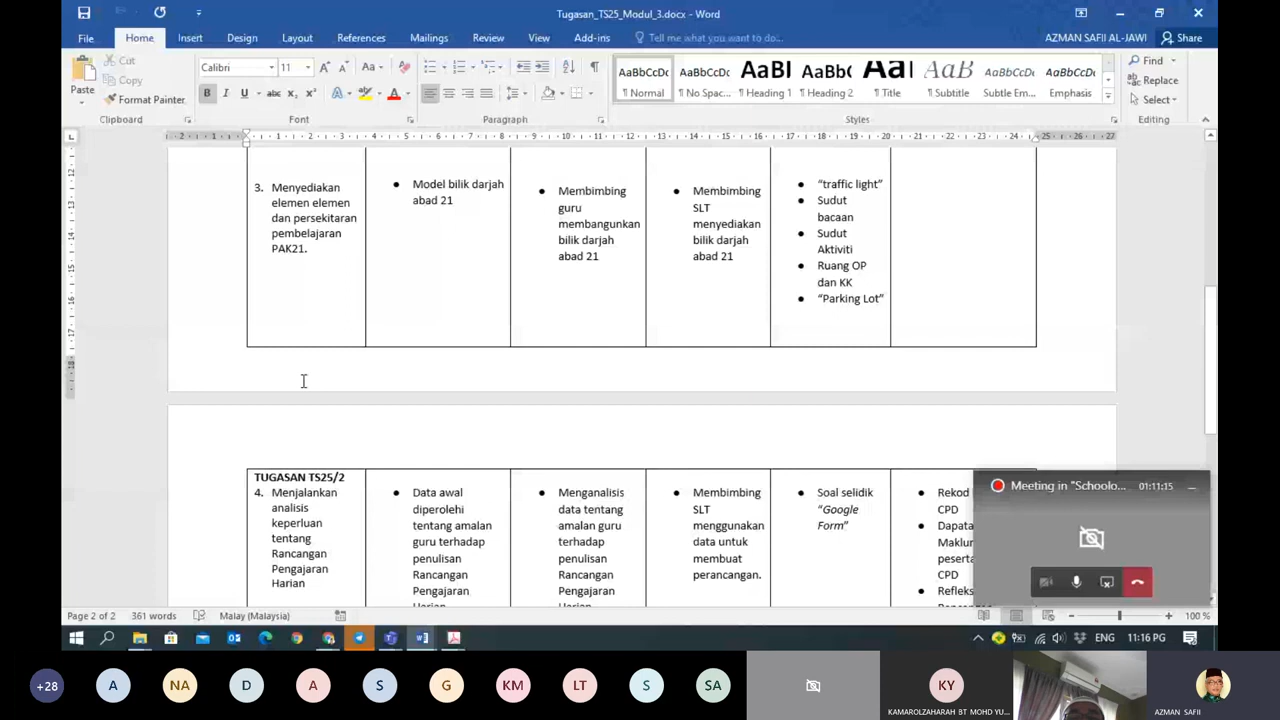 Tugasan_TS25_Modul_3.docx - Word
File Home Insert Design Layout References Mailings Review View Add-ins Tell me what you want to do... AZMAN SAFII AL-JAWI Share
Paste
Cut
Copy
Format Painter
Clipboard
Calibri 11
Font
Paragraph
AaBbCcDc AaBbCcDc AaBbC AaBbCc AaB AaBbCcDc AaBbCcDc
¶ Normal ¶ No Spac... Heading 1 ¶ Heading 2 ¶ Title ¶ Subtitle Subtle Em... Emphasis
Styles
Find
Replace
Select
Editing
3. Menyediakan
elemen elemen
dan persekitaran
pembelajaran
PAK21.
Model bilik darjah
abad 21
Membimbing
guru
membangunkan
bilik darjah
abad 21
Membimbing
SLT
menyediakan
bilik darjah
abad 21
“traffic light”
Sudut
bacaan
Sudut
Aktiviti
Ruang OP
dan KK
“Parking Lot”
TUGASAN TS25/2
4. Menjalankan
analisis
keperluan
tentang
Rancangan
Pengajaran
Harian
Data awal
diperolehi
tentang amalan
guru terhadap
penulisan
Rancangan
Pengajaran
Harian
Menganalisis
data tentang
amalan guru
terhadap
penulisan
Rancangan
Pengajaran
Harian
Membimbing
SLT
menggunakan
data untuk
membuat
perancangan.
Soal selidik
“Google
Form”
Rekod
CPD
Dapata
Maklum
peserta
CPD
Refleks
Meeting in "Schoolo... 01:11:15
Page 2 of 2 361 words Malay (Malaysia) 100 %
ENG 11:16 PG
+28 A NA D A S G KM LT S SA KY
KAMAROLZAHARAH BT MOHD YU... AZMAN SAFII